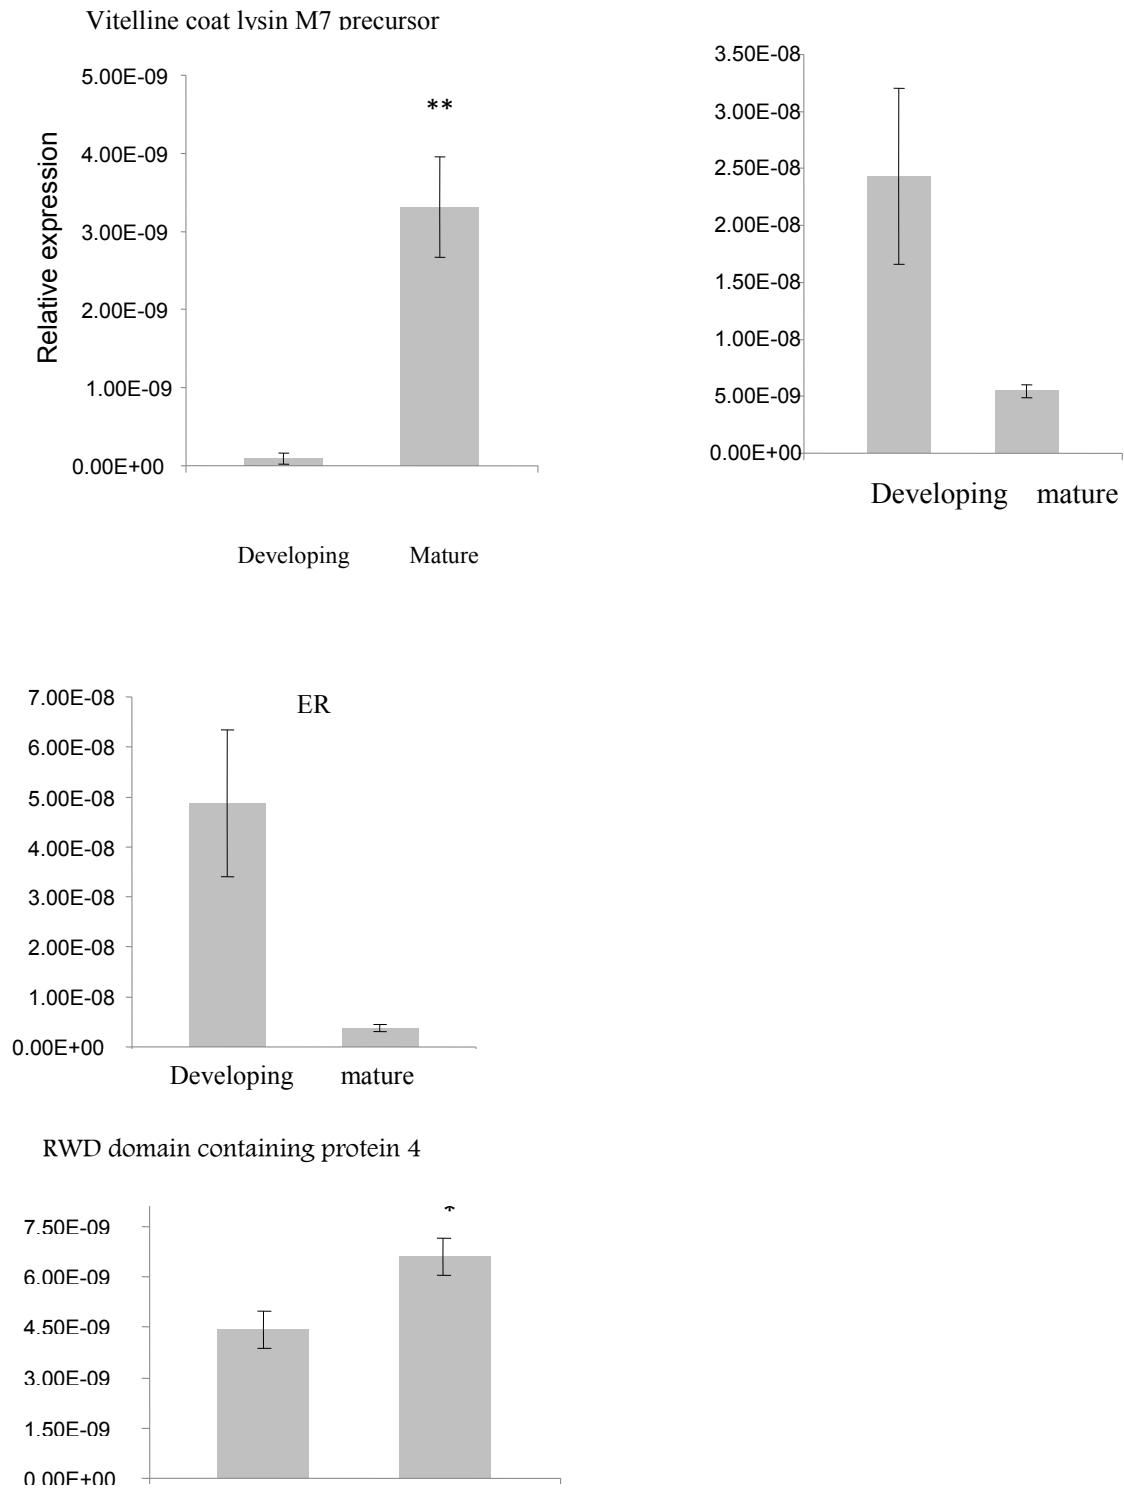 Vitelline coat lysin M7 precursor
5.00E-09
**
4.00E-09
3.00E-09
2.00E-09
1.00E-09
0.00E+00
Relative expression
Developing Mature
3.50E-08
3.00E-08
2.50E-08
2.00E-08
1.50E-08
1.00E-08
5.00E-09
0.00E+00
Developing mature
ER
7.00E-08
6.00E-08
5.00E-08
4.00E-08
3.00E-08
2.00E-08
1.00E-08
0.00E+00
Developing mature
RWD domain containing protein 4
*
7.50E-09
6.00E-09
4.50E-09
3.00E-09
1.50E-09
0.00E+00